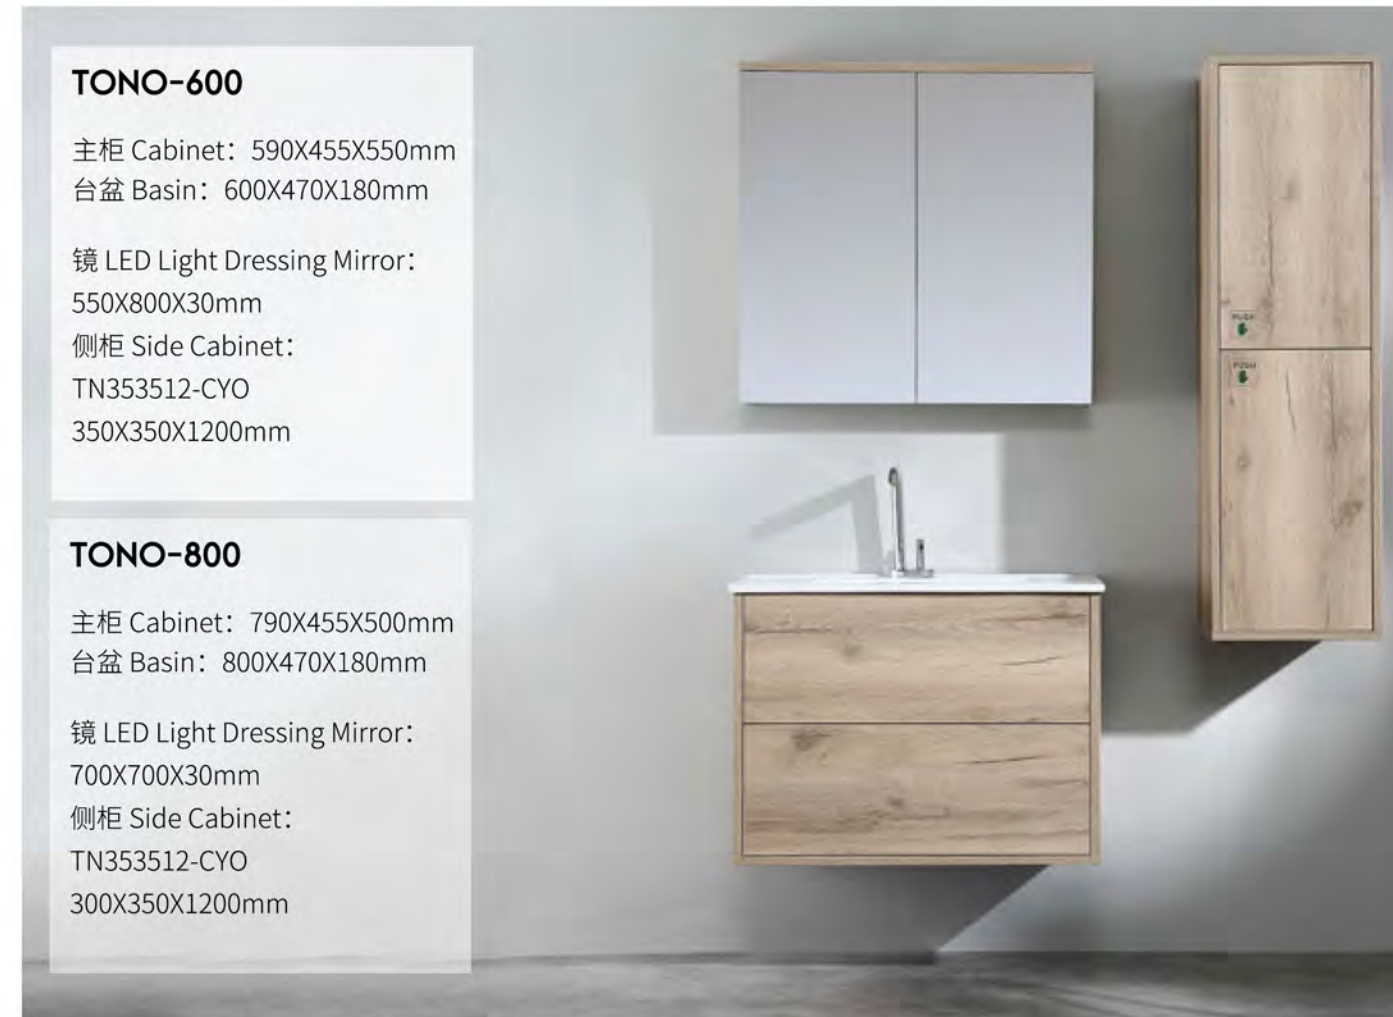 TONO-600
主柜 Cabinet：590X455X550mm
台盆 Basin：600X470X180mm
镜 LED Light Dressing Mirror：
550X800X30mm
侧柜 Side Cabinet：
TN353512-CYO
350X350X1200mm
TONO-800
主柜 Cabinet：790X455X500mm
台盆 Basin：800X470X180mm
镜 LED Light Dressing Mirror：
700X700X30mm
侧柜 Side Cabinet：
TN353512-CYO
300X350X1200mm
PUSH
PUSH